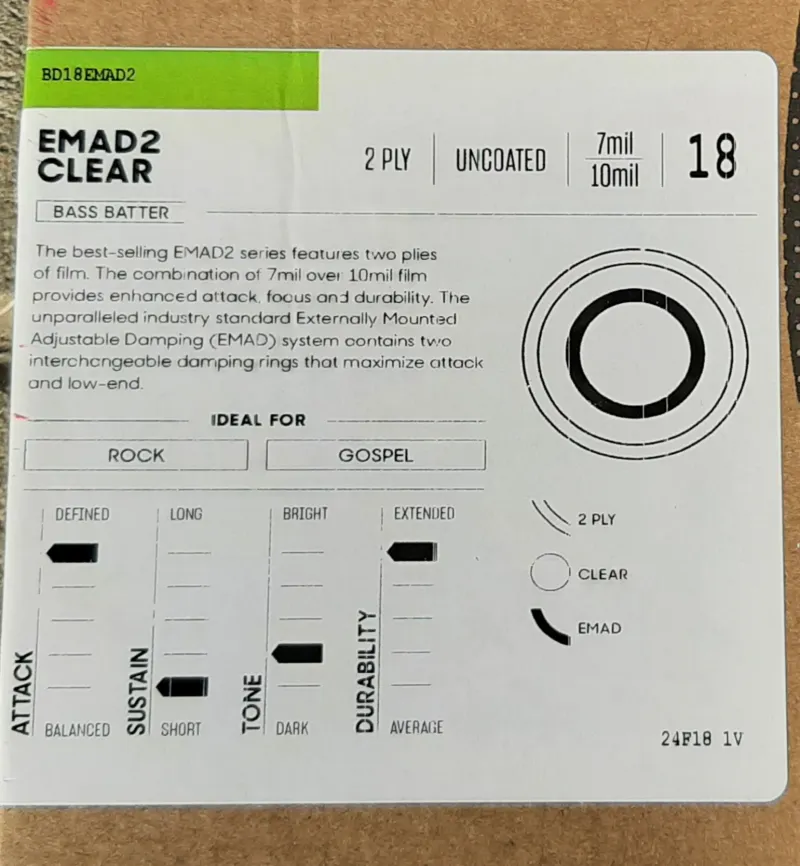 BD18EMAD2
EMAD2
CLEAR
2 PLY
UNCOATED
7mil
10mil
18
BASS BATTER
The best-selling EMAD2 series features two plies
of film. The combination of 7mil over 10mil film
provides enhanced attack, focus and durability. The
unparalleled industry standard Externally Mounted
Adjustable Damping (EMAD) system contains two
interchangeable damping rings that maximize attack
and low-end.
IDEAL FOR
ROCK
GOSPEL
ATTACK
DEFINED
BALANCED
SUSTAIN
LONG
SHORT
TONE
BRIGHT
DARK
DURABILITY
EXTENDED
AVERAGE
2 PLY
CLEAR
EMAD
24F18 1V